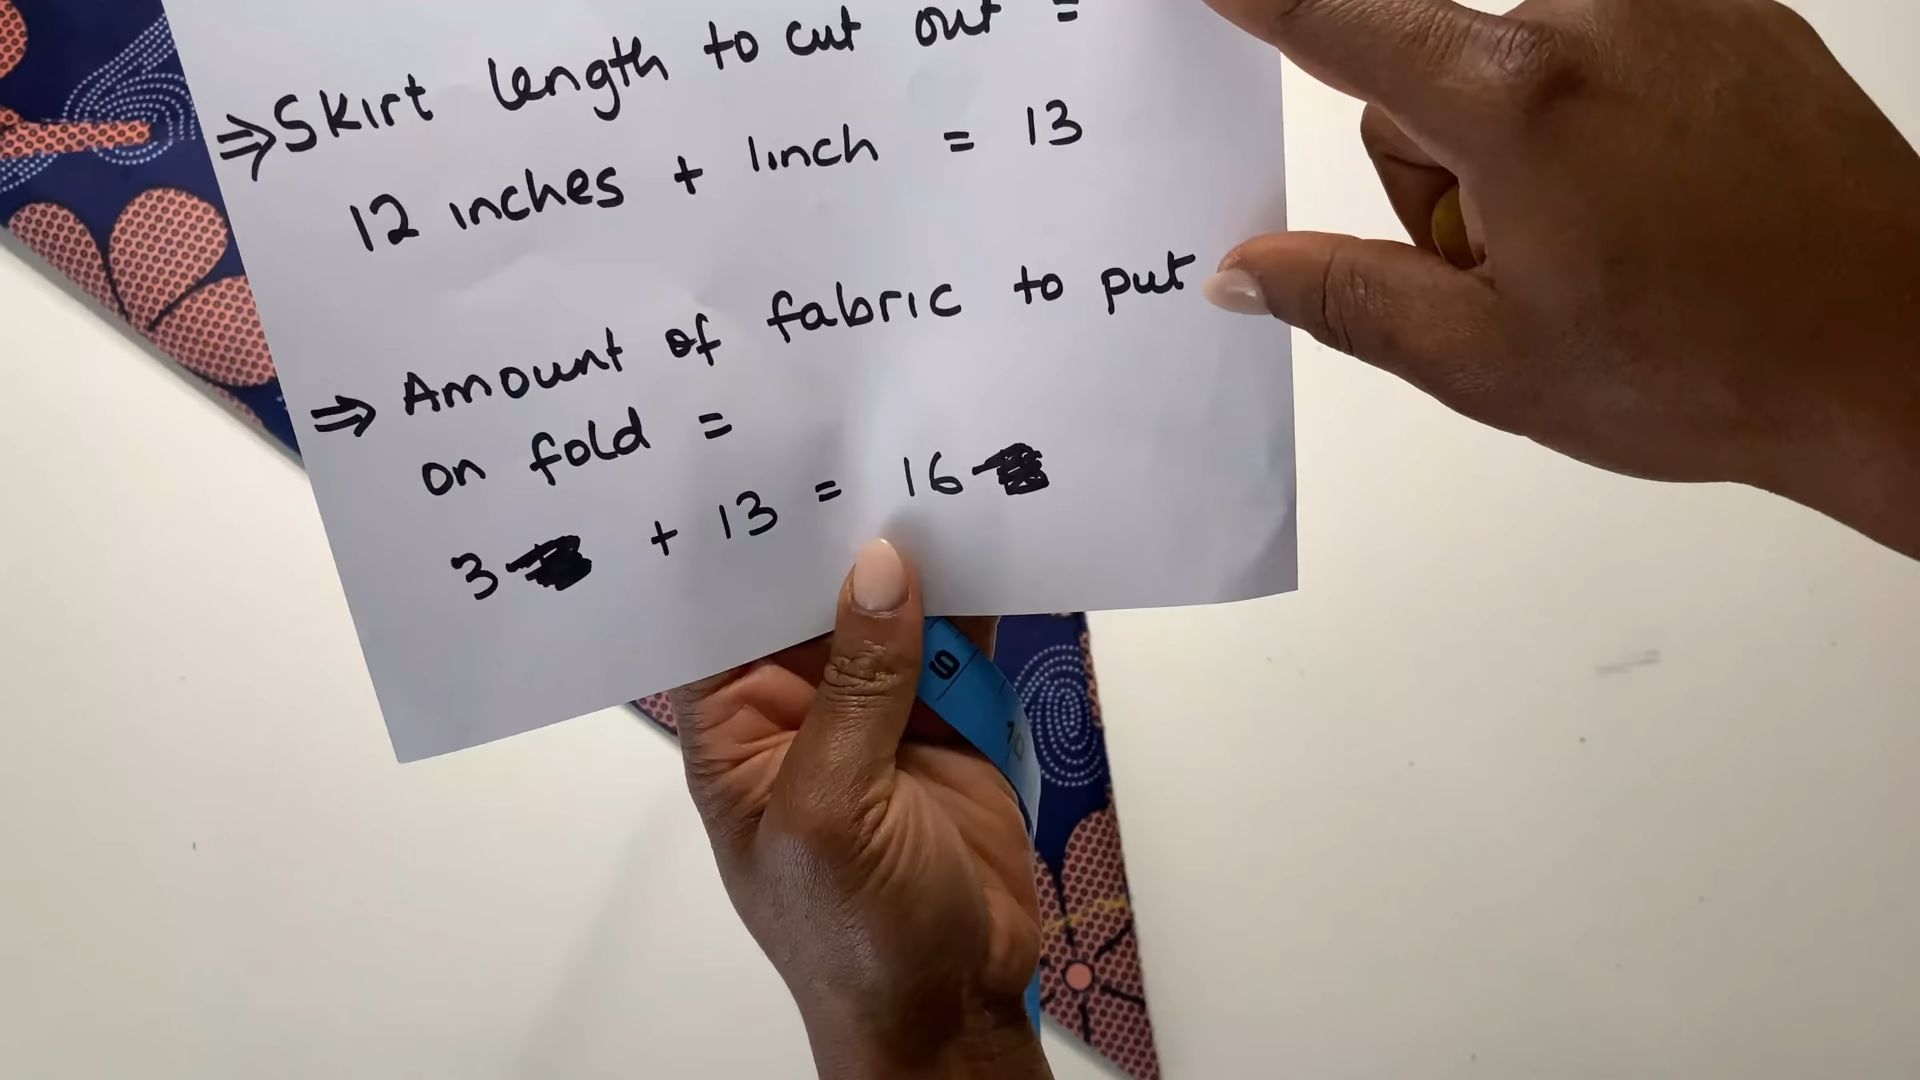 ⇒ Skirt length to cut out =
12 inches + 1inch = 13
⇒ Amount of fabric to put
on fold =
3 + 13 = 16